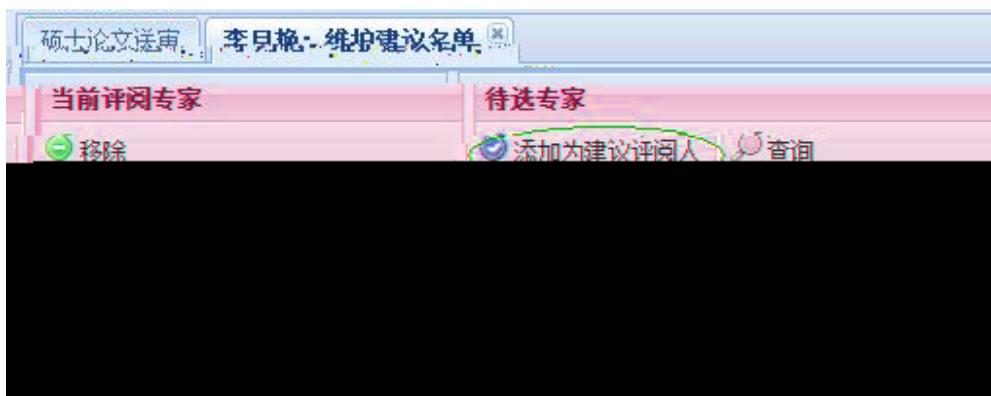 硕士论文送审 李见艳 - 维护建议名单
当前评阅专家 待选专家
移除 添加为建议评阅人 查询